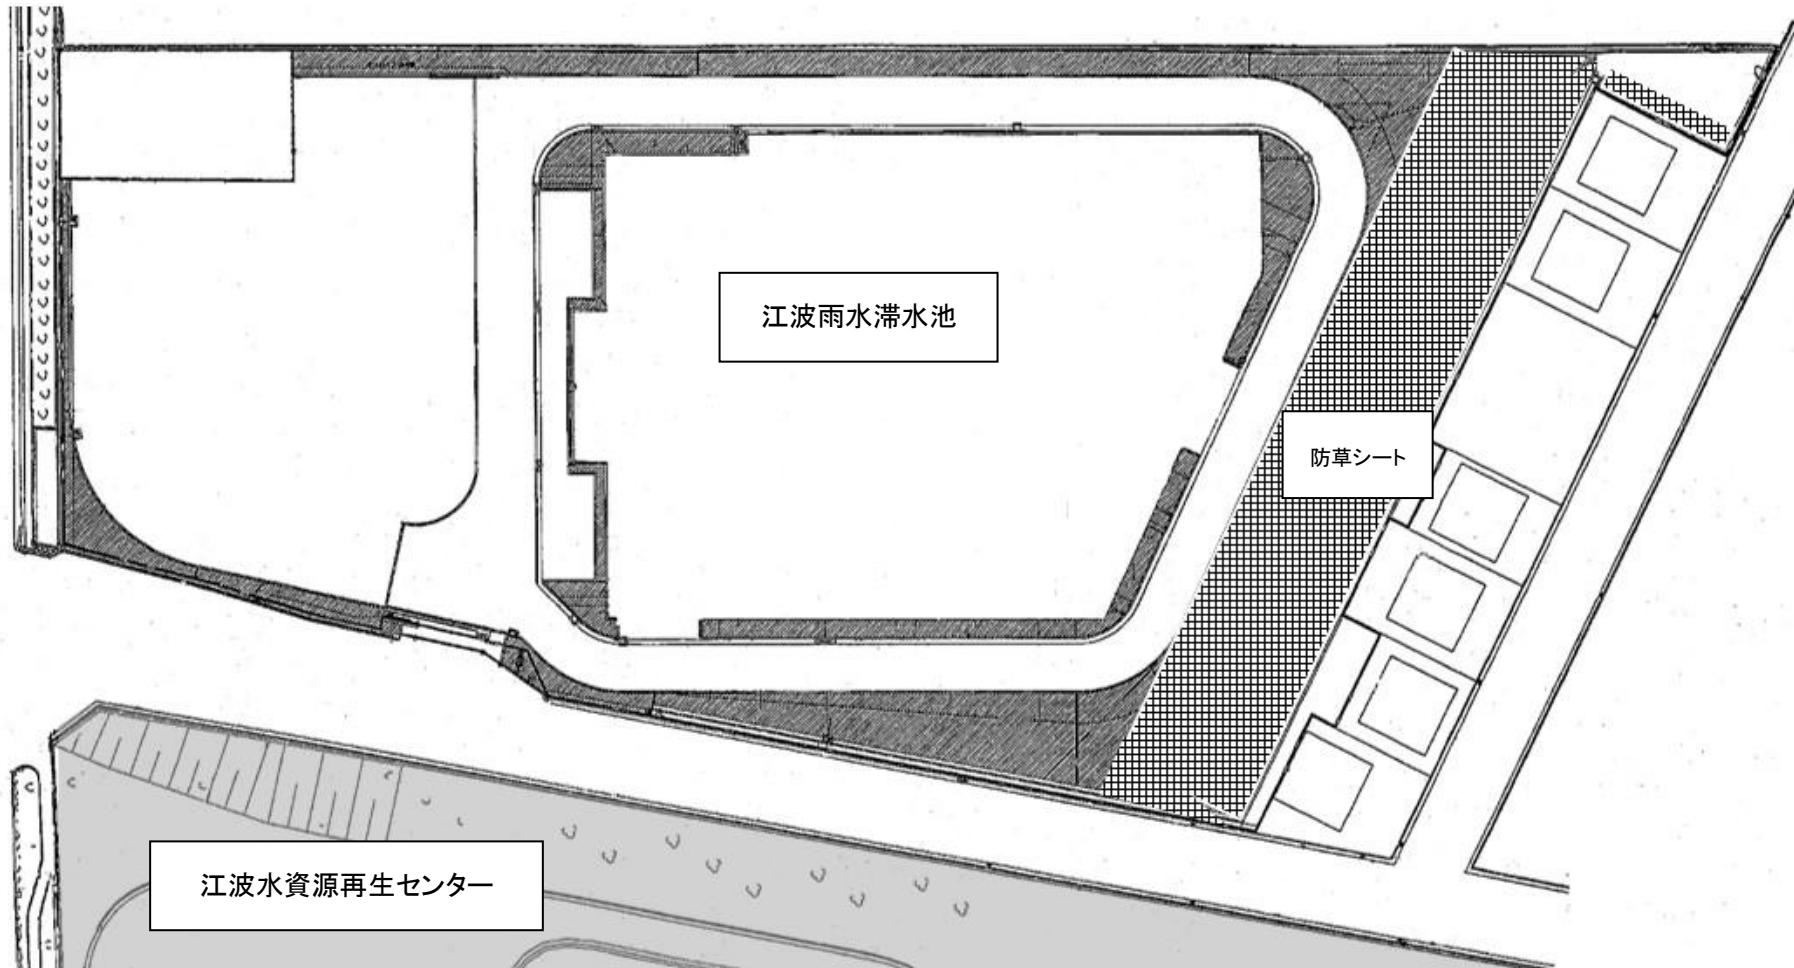 江波雨水滞水池
防草シート
江波水資源再生センター